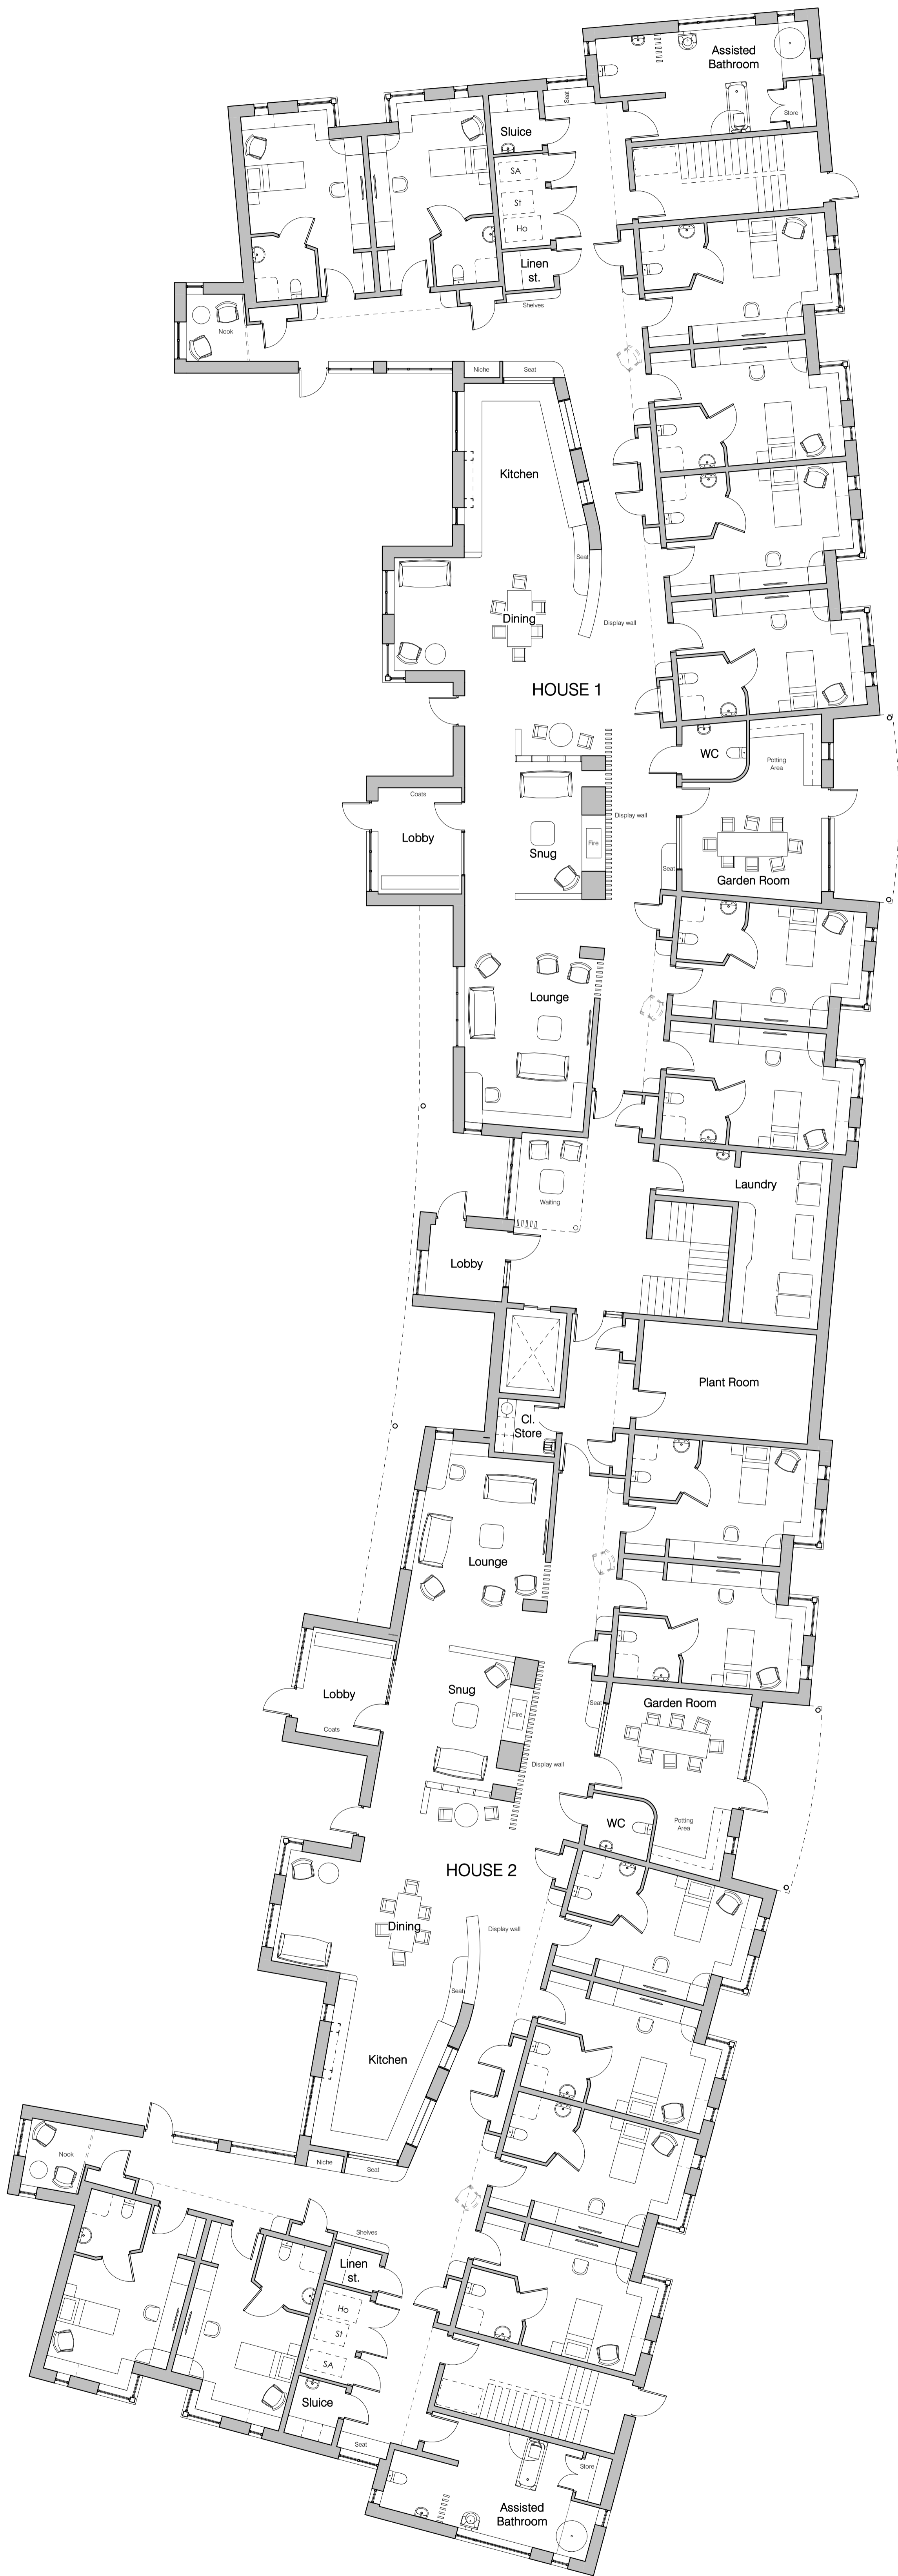 Assisted
Bathroom
Seat
Store
Sluice
SA
St
Ho
Linen
st.
Shelves
Nook
Niche
Seat
Kitchen
Seat
Dining
Display wall
HOUSE 1
WC
Potting
Area
Coats
Lobby
Display wall
Fire
Snug
Seat
Garden Room
Lounge
Laundry
Waiting
Lobby
Plant Room
Cl.
Store
Lounge
Snug
Lobby
Coats
Seat
Garden Room
Fire
Display wall
WC
Potting
Area
HOUSE 2
Dining
Display wall
Seat
Kitchen
Nook
Niche
Seat
Shelves
Linen
st.
Ho
St
SA
Sluice
Seat
Store
Assisted
Bathroom